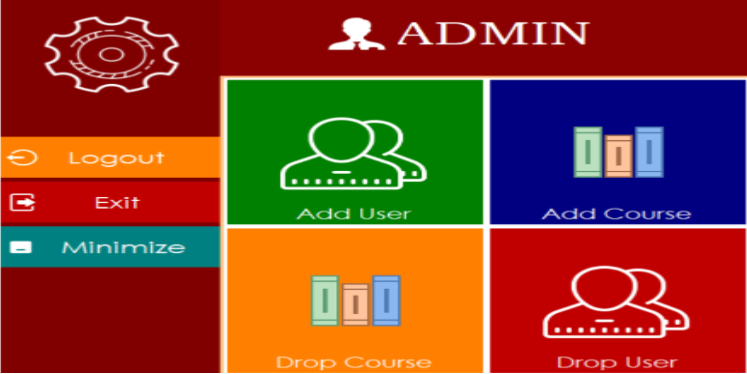 ADMIN
Logout
Exit
Minimize
Add User
Add Course
Drop Course
Drop User